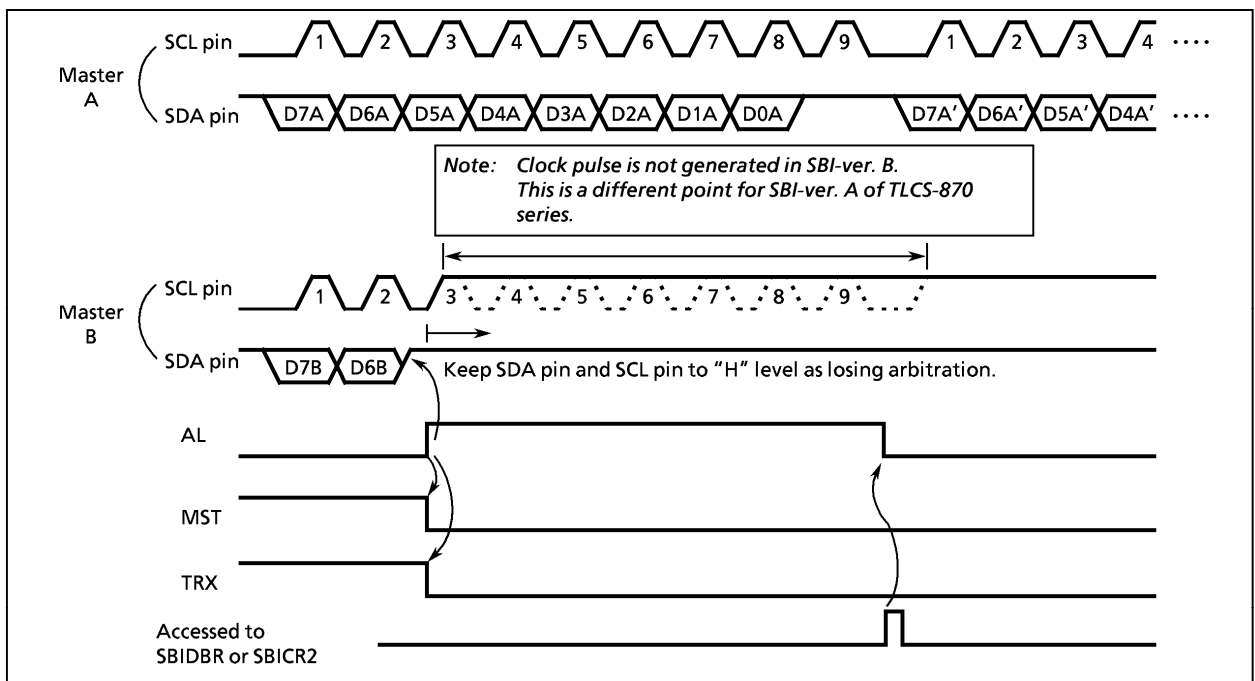 SCL pin 1 2 3 4 5 6 7 8 9 1 2 3 4 ····
Master
A
SDA pin D7A D6A D5A D4A D3A D2A D1A D0A D7A’ D6A’ D5A’ D4A’ ····
Note: Clock pulse is not generated in SBI-ver. B.
This is a different point for SBI-ver. A of TLCS-870
series.
SCL pin 1 2 3 4 5 6 7 8 9
Master
B
SDA pin D7B D6B
Keep SDA pin and SCL pin to “H” level as losing arbitration.
AL
MST
TRX
Accessed to
SBIDBR or SBICR2